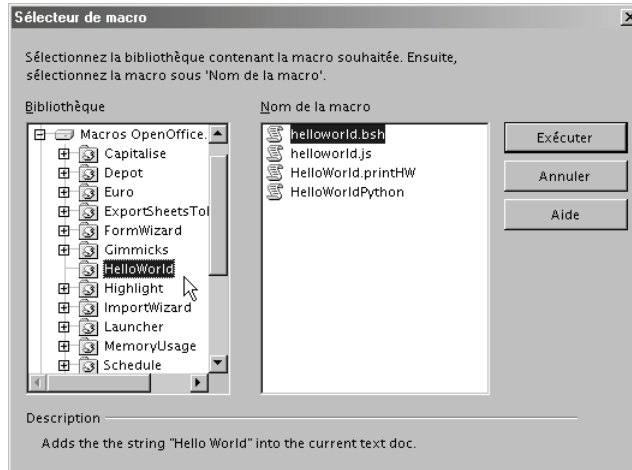 Sélecteur de macro
Sélectionnez la bibliothèque contenant la macro souhaitée. Ensuite,
sélectionnez la macro sous 'Nom de la macro'.
Bibliothèque
Macros OpenOffice.
Capitalise
Depot
Euro
ExportSheetsToI
FormWizard
Gimmicks
HelloWorld
Highlight
ImportWizard
Launcher
MemoryUsage
Schedule
Nom de la macro
helloworld.bsh
helloworld.js
HelloWorld.printHW
HelloWorldPython
Exécuter
Annuler
Aide
Description
Adds the the string "Hello World" into the current text doc.